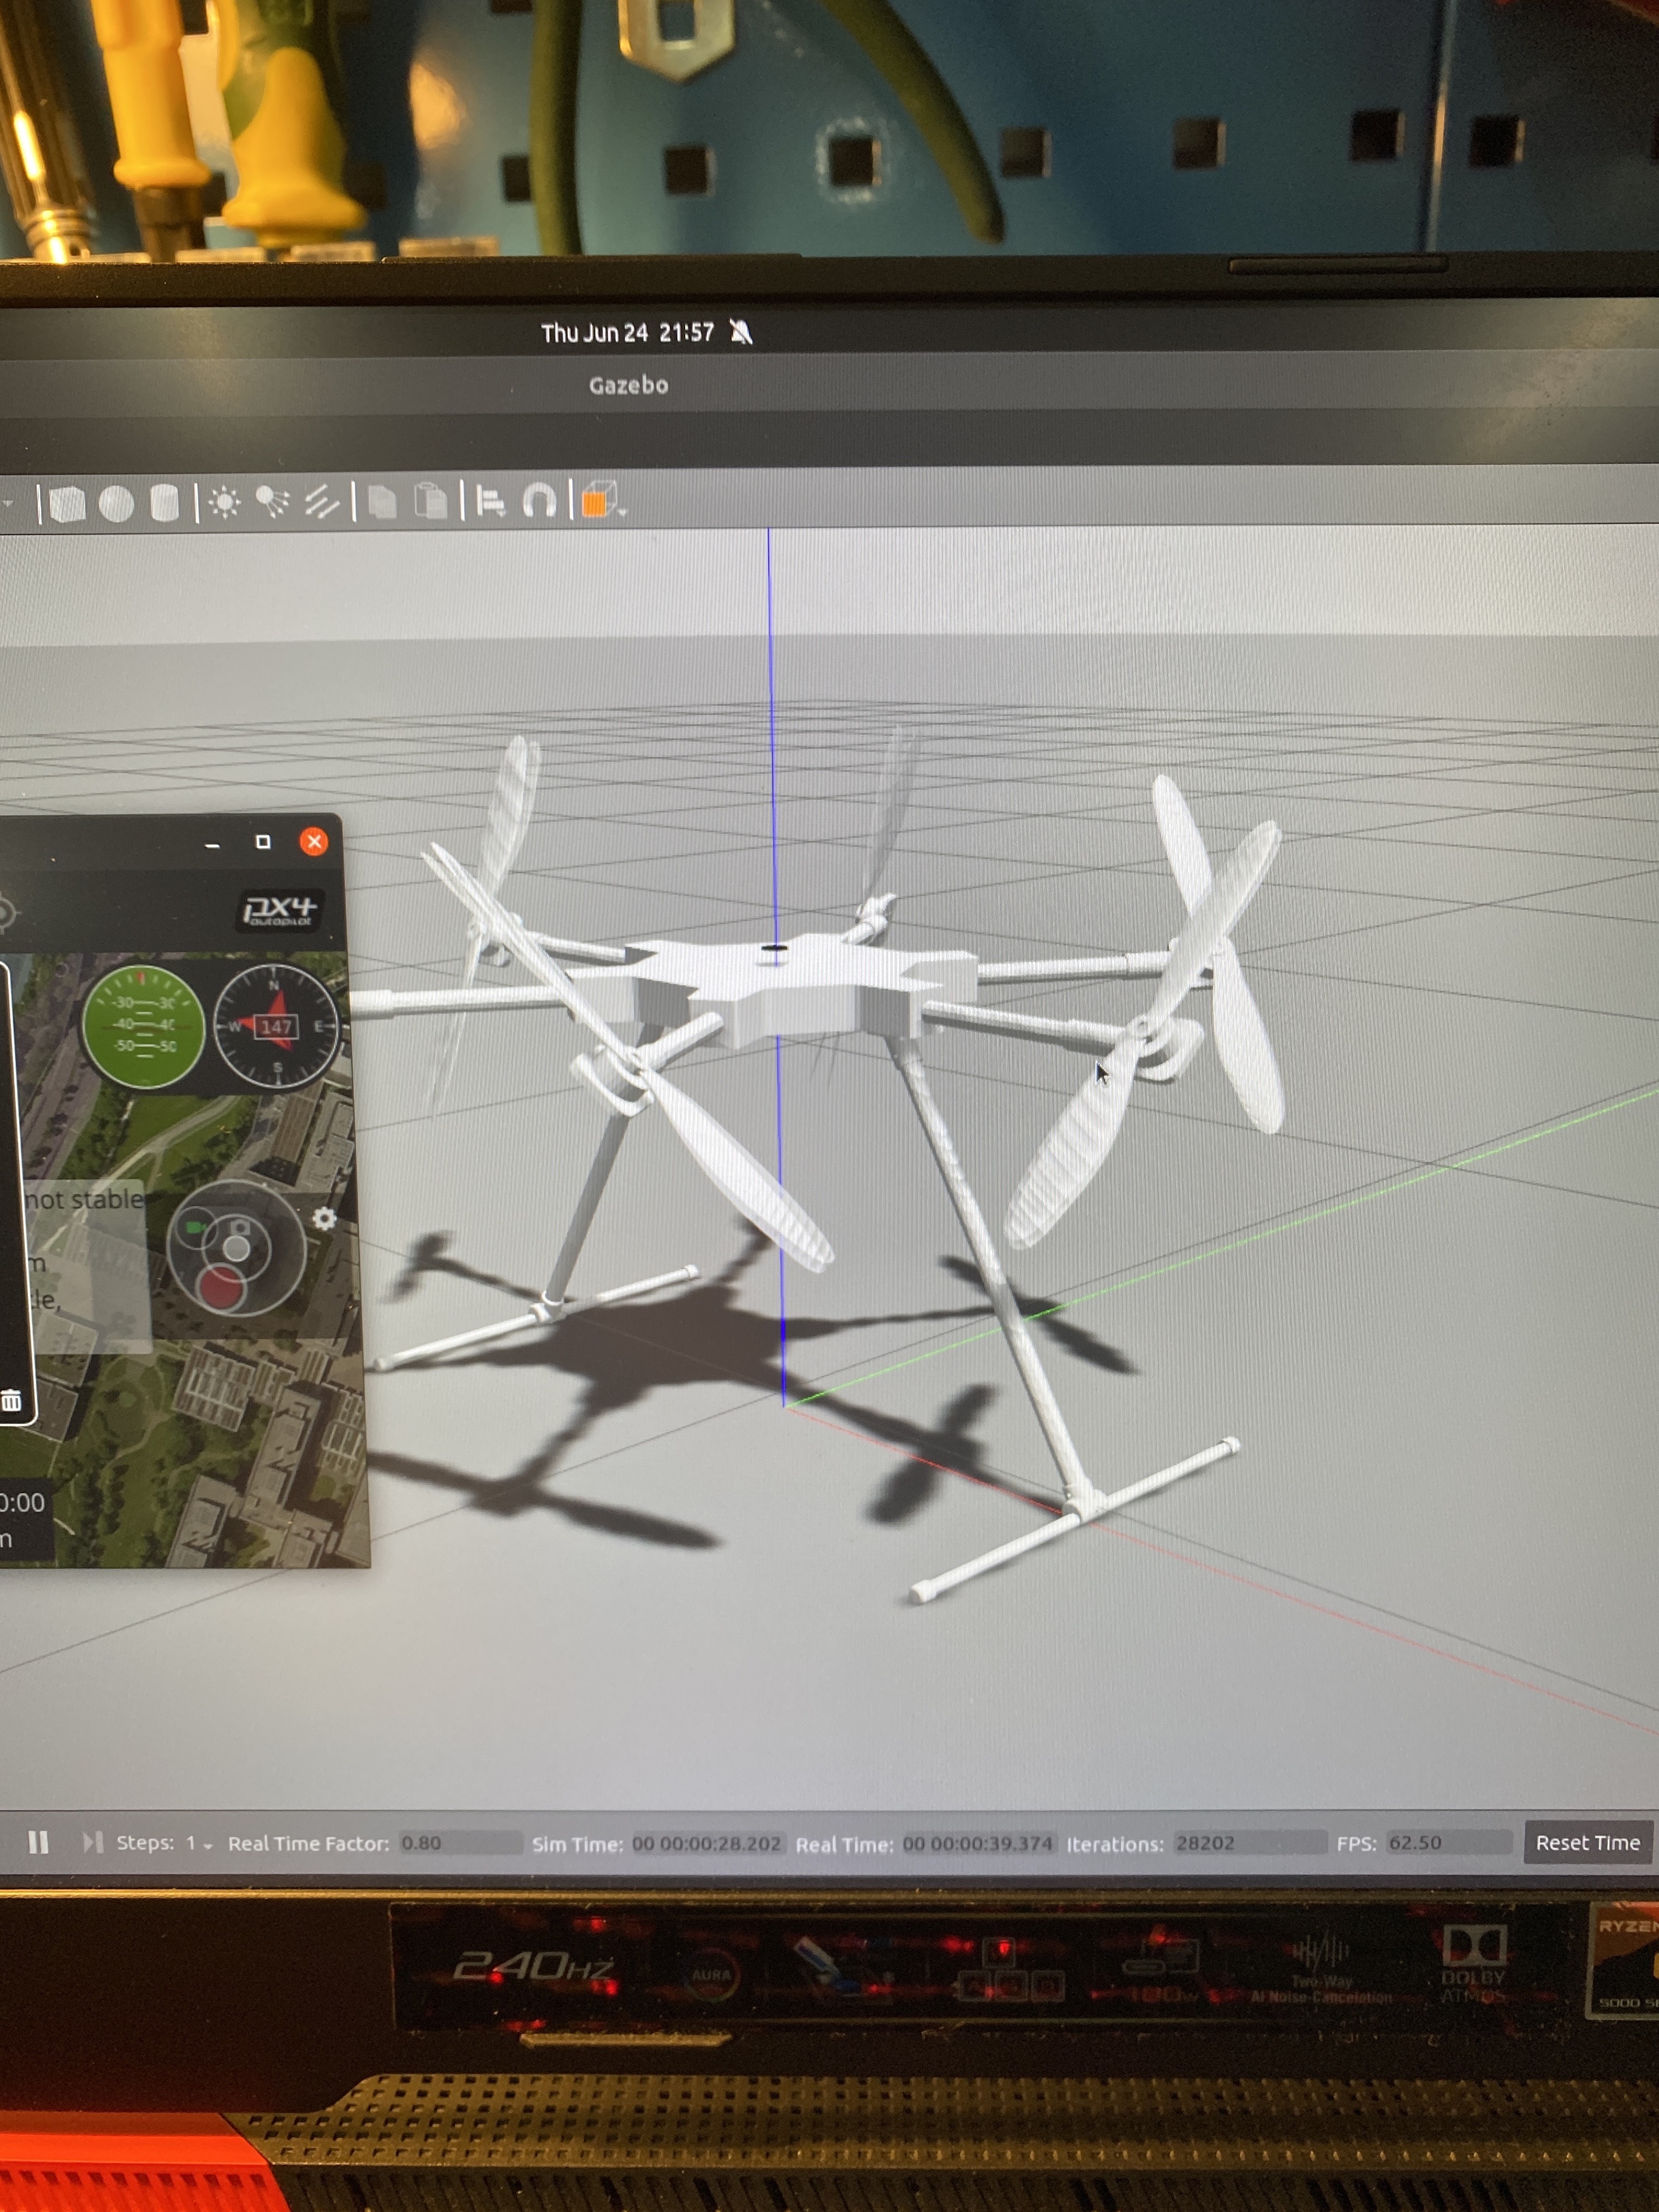 Thu Jun 24 21:57
Gazebo
px4
autopilot
-30 -30
-40 -40
-50 -50
N
W 147 E
S
not stable
m
tle,
0:00
m
Steps: 1 Real Time Factor: 0.80 Sim Time: 00 00:00:28.202 Real Time: 00 00:00:39.374 Iterations: 28202 FPS: 62.50 Reset Time
240Hz
AURA
Two-Way
AI Noise-Cancelation
DOLBY
ATMOS
RYZEN
5000